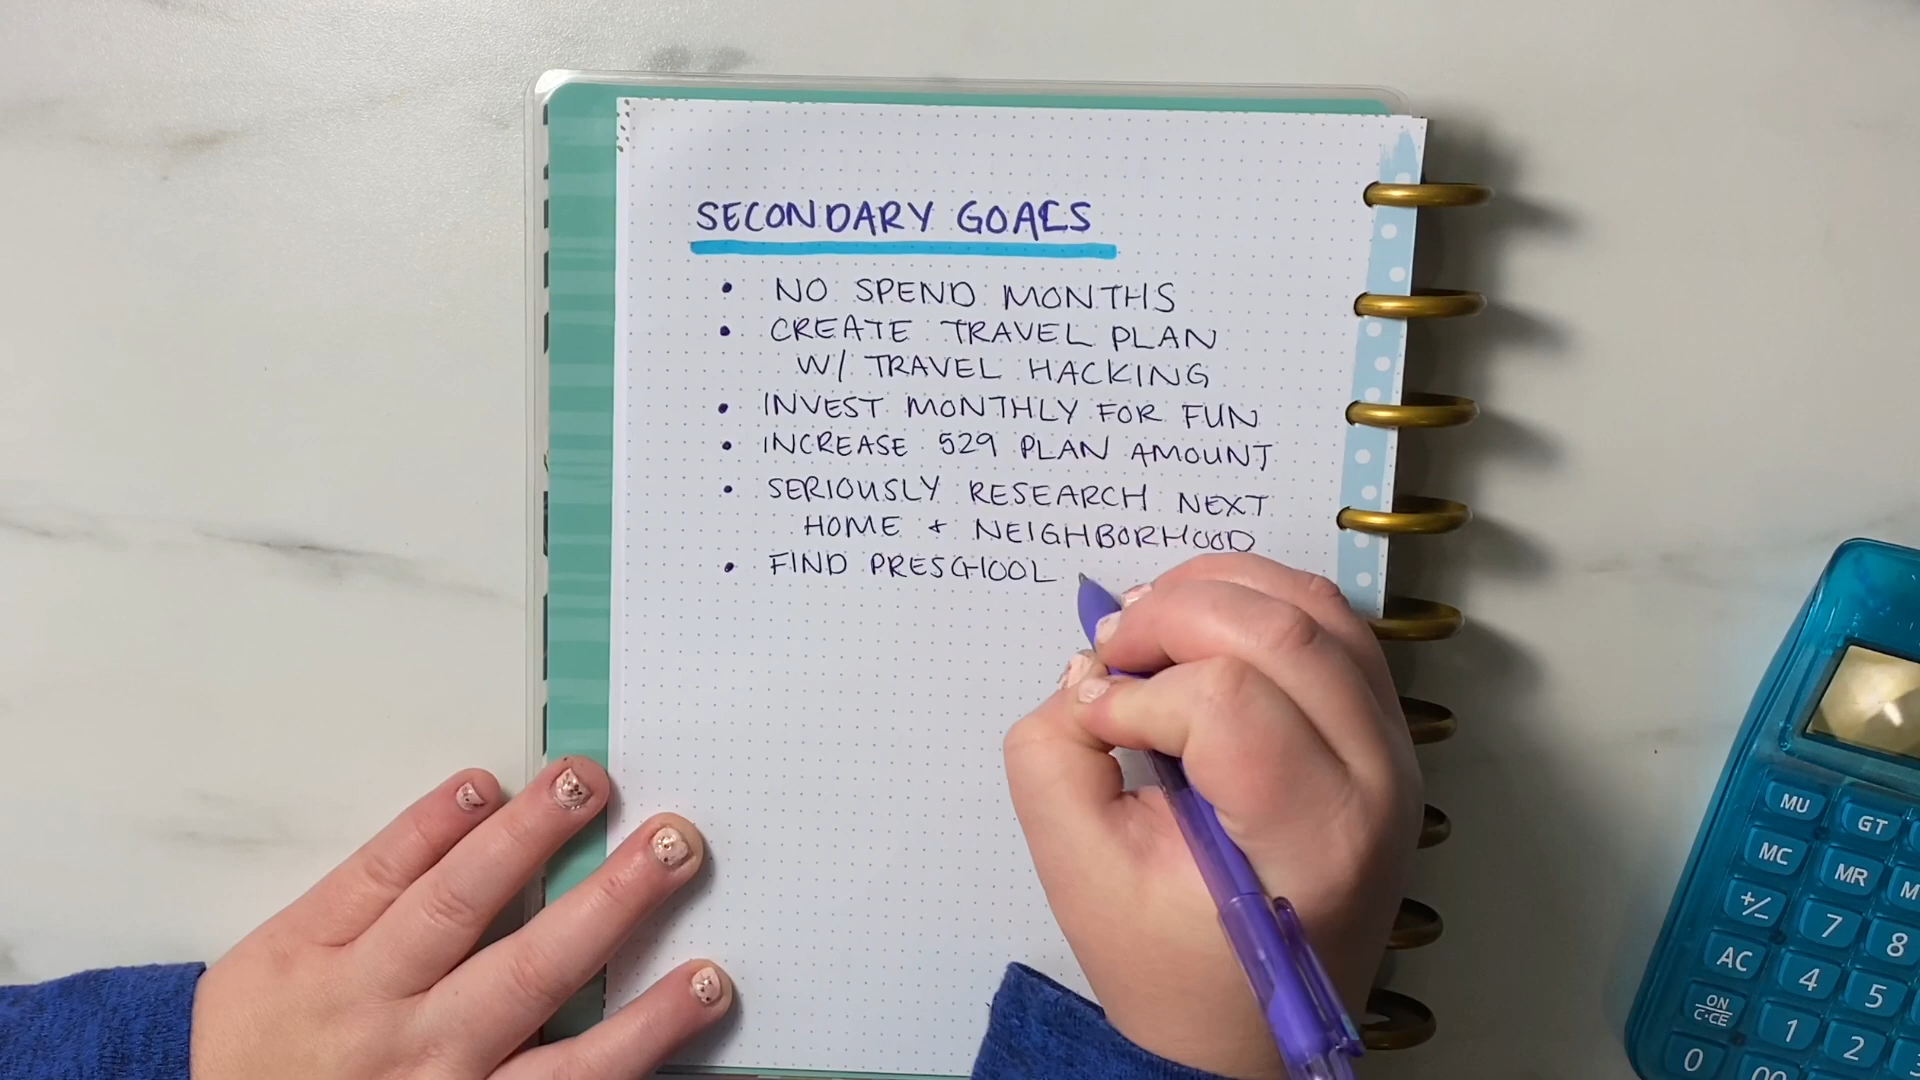 SECONDARY GOALS
• NO SPEND MONTHS
• CREATE TRAVEL PLAN
W/ TRAVEL HACKING
• INVEST MONTHLY FOR FUN
• INCREASE 529 PLAN AMOUNT
• SERIOUSLY RESEARCH NEXT
HOME + NEIGHBORHOOD
• FIND PRESCHOOL
MU GT
MC MR M
+/- 7 8
AC 4 5
ON
C·CE 1 2
0 00